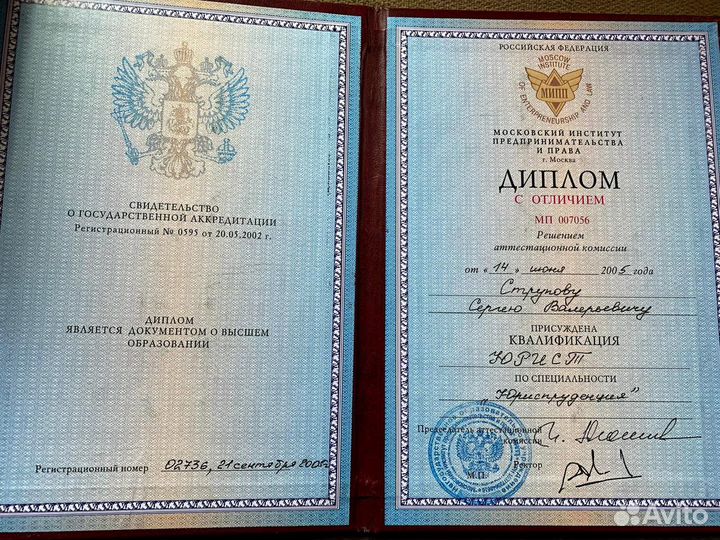 СВИДЕТЕЛЬСТВО
О ГОСУДАРСТВЕННОЙ АККРЕДИТАЦИИ
Регистрационный № 0595 от 20.05.2002 г.
ДИПЛОМ
ЯВЛЯЕТСЯ ДОКУМЕНТОМ О ВЫСШЕМ
ОБРАЗОВАНИИ
Регистрационный номер 02736, 21 сентября 2005г.
РОССИЙСКАЯ ФЕДЕРАЦИЯ
MOSCOW
INSTITUTE
МИПП
OF ENTERPRENEURSHIP AND LAW
МОСКОВСКИЙ ИНСТИТУТ
ПРЕДПРИНИМАТЕЛЬСТВА
И ПРАВА
г. Москва
ДИПЛОМ
С ОТЛИЧИЕМ
МП 007056
Решением
аттестационной комиссии
от «14» июня 2005 года
Струпову
Сергею Валерьевичу
ПРИСУЖДЕНА
КВАЛИФИКАЦИЯ
ЮРИСТ
ПО СПЕЦИАЛЬНОСТИ
"Юриспруденция"
Председатель аттестационной
комиссии
Ректор
М.П.
Avito